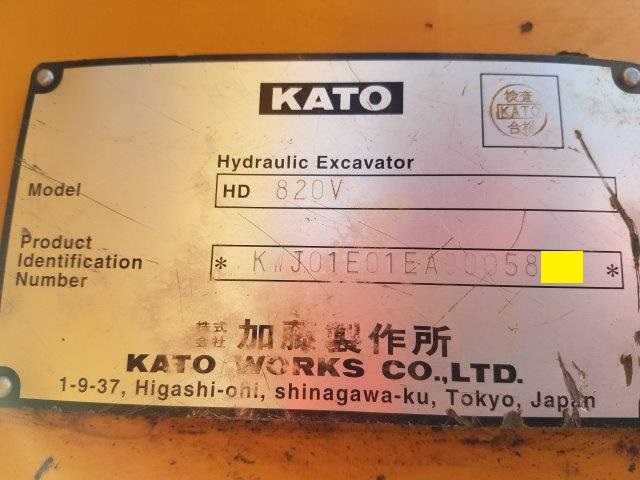 KATO
検査
KATO
合格
Hydraulic Excavator
Model HD 820V
Product
Identification
Number
* KWJ01E01EA000058 *
株式
会社 加藤製作所
KATO WORKS CO.,LTD.
1-9-37, Higashi-ohi, shinagawa-ku, Tokyo, Japan